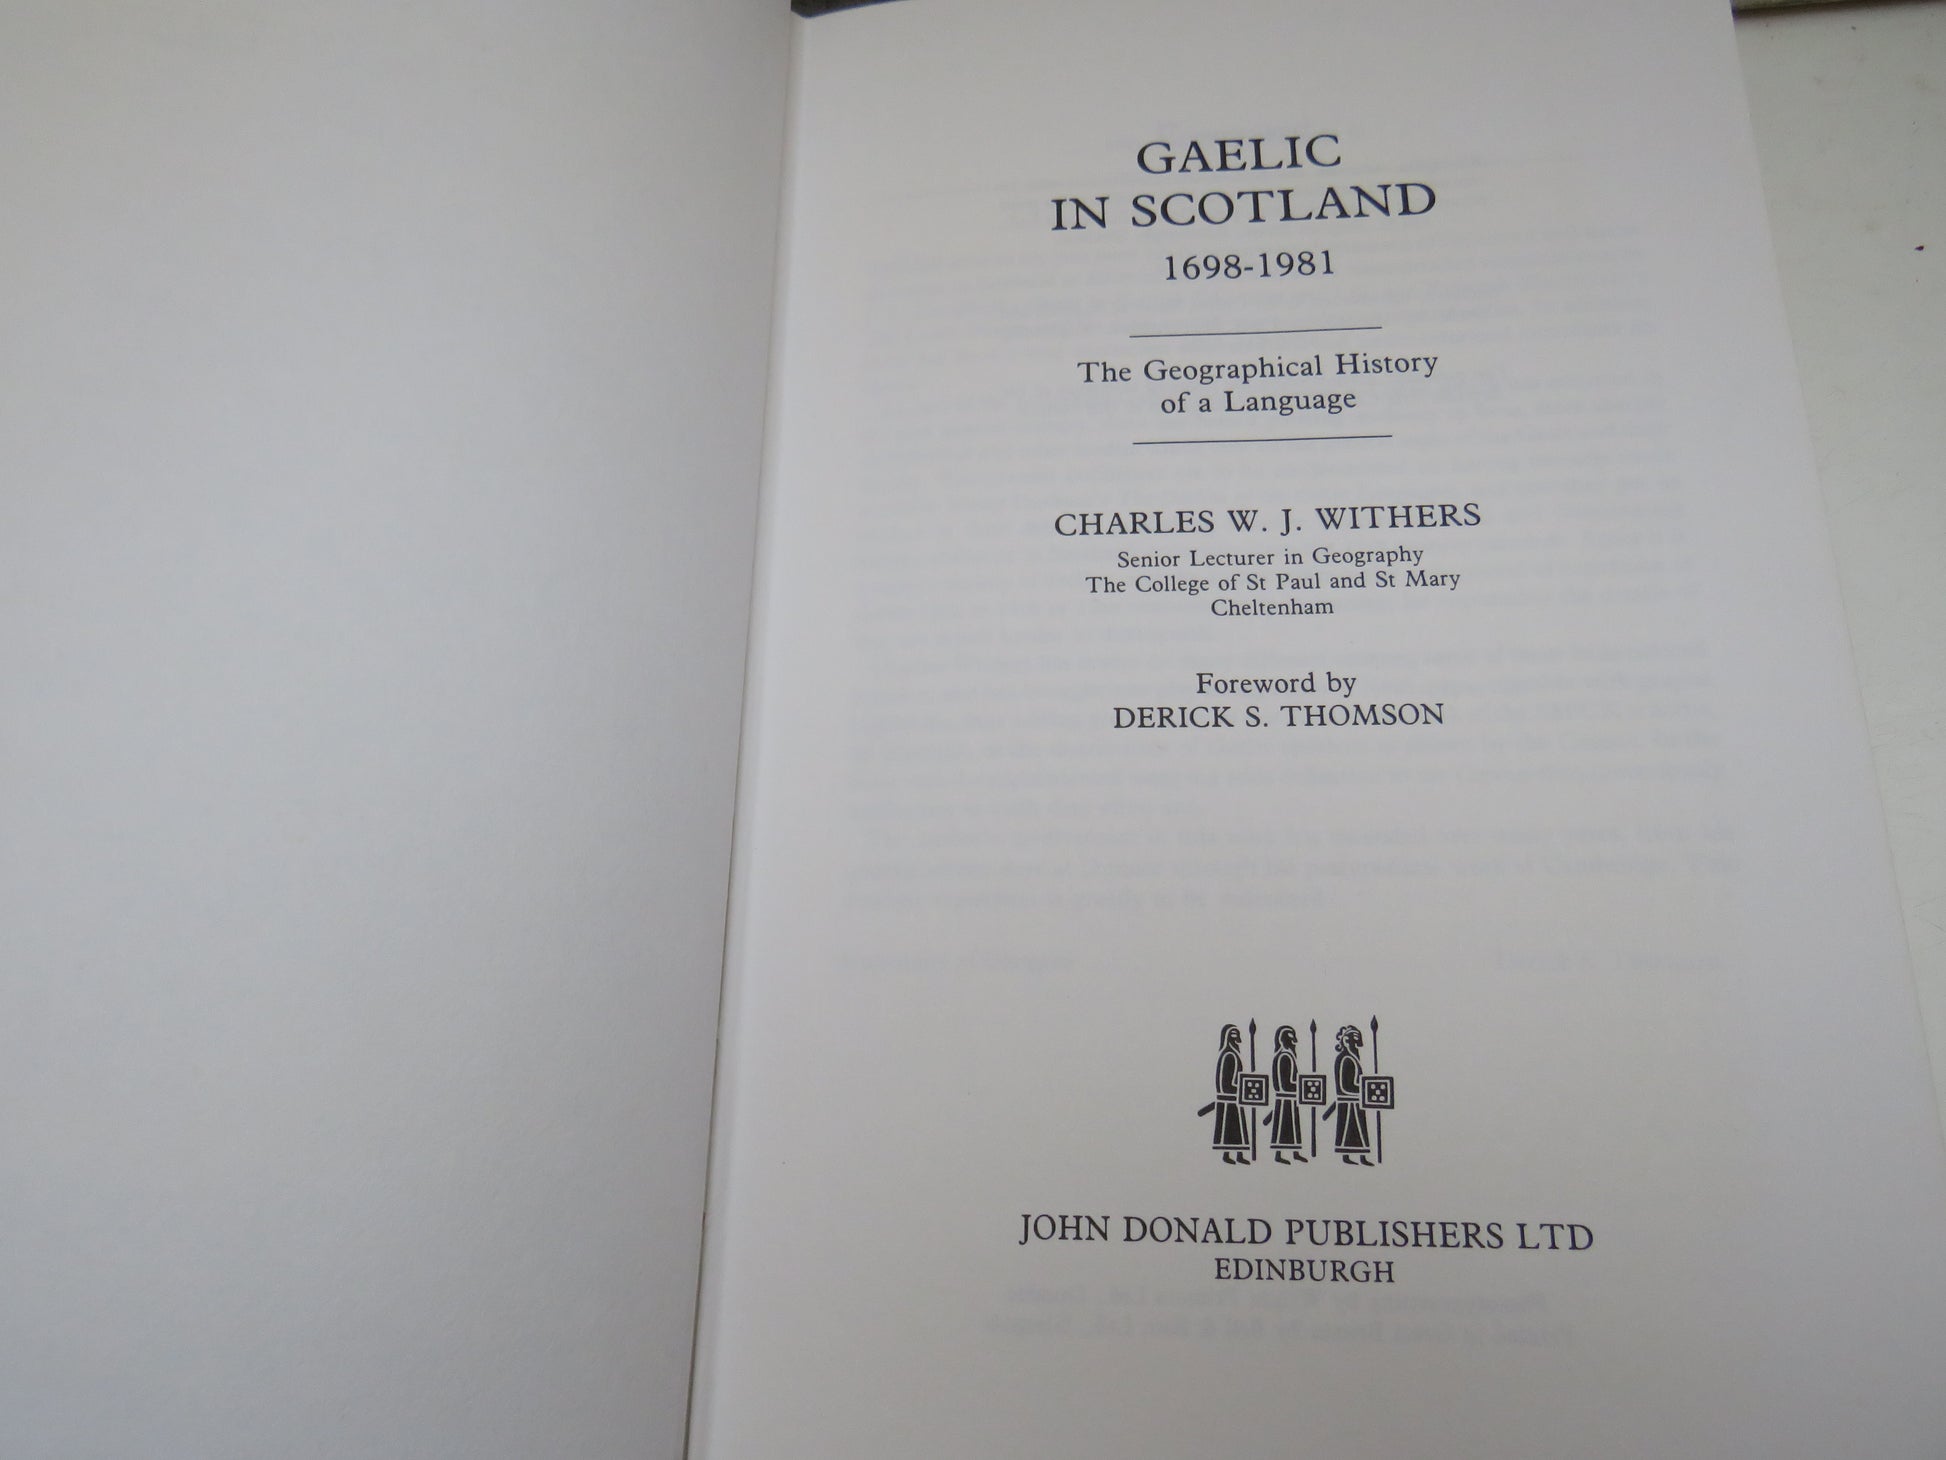 GAELIC
IN SCOTLAND
1698-1981
The Geographical History
of a Language
CHARLES W. J. WITHERS
Senior Lecturer in Geography
The College of St Paul and St Mary
Cheltenham
Foreword by
DERICK S. THOMSON
JOHN DONALD PUBLISHERS LTD
EDINBURGH